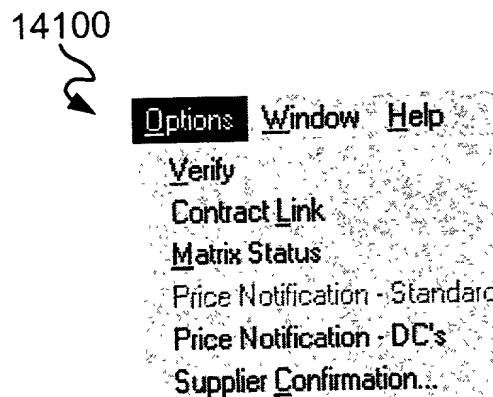 14100
Options Window Help
Verify
Contract Link
Matrix Status
Price Notification - Standard
Price Notification - DC's
Supplier Confirmation...